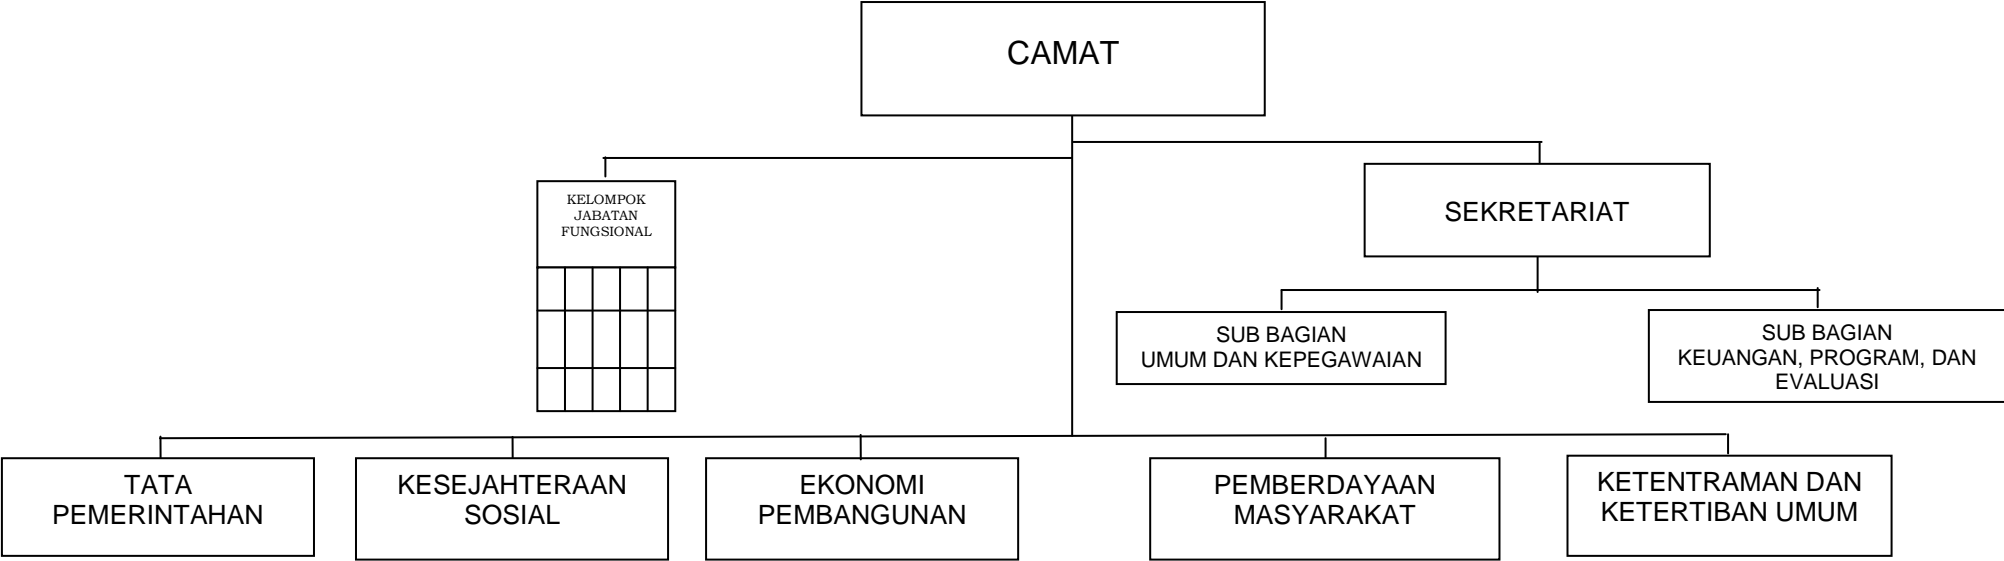 CAMAT
KELOMPOK
JABATAN
FUNGSIONAL
SEKRETARIAT
SUB BAGIAN
UMUM DAN KEPEGAWAIAN
SUB BAGIAN
KEUANGAN, PROGRAM, DAN
EVALUASI
TATA
PEMERINTAHAN
KESEJAHTERAAN
SOSIAL
EKONOMI
PEMBANGUNAN
PEMBERDAYAAN
MASYARAKAT
KETENTRAMAN DAN
KETERTIBAN UMUM